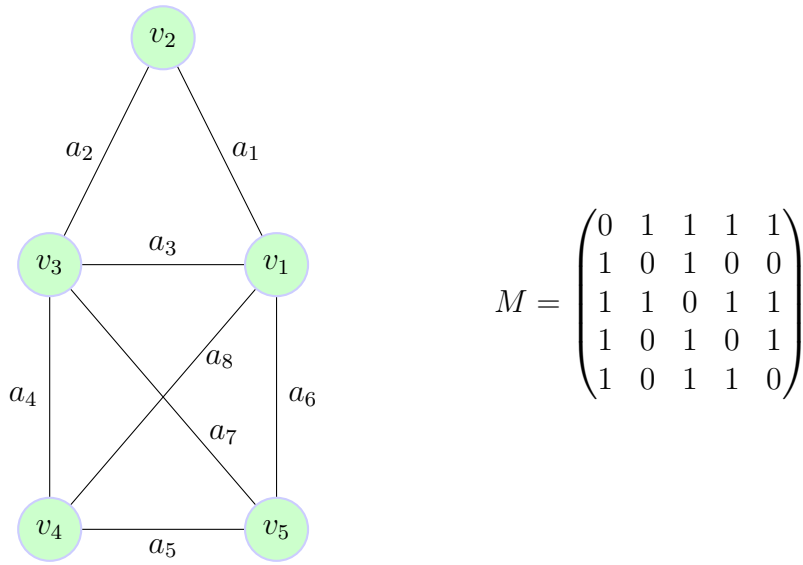 v₂
a₂
a₁
v₃
a₃
v₁
a₈
a₄
a₆
a₇
v₄
a₅
v₅
M =
0 1 1 1 1
1 0 1 0 0
1 1 0 1 1
1 0 1 0 1
1 0 1 1 0